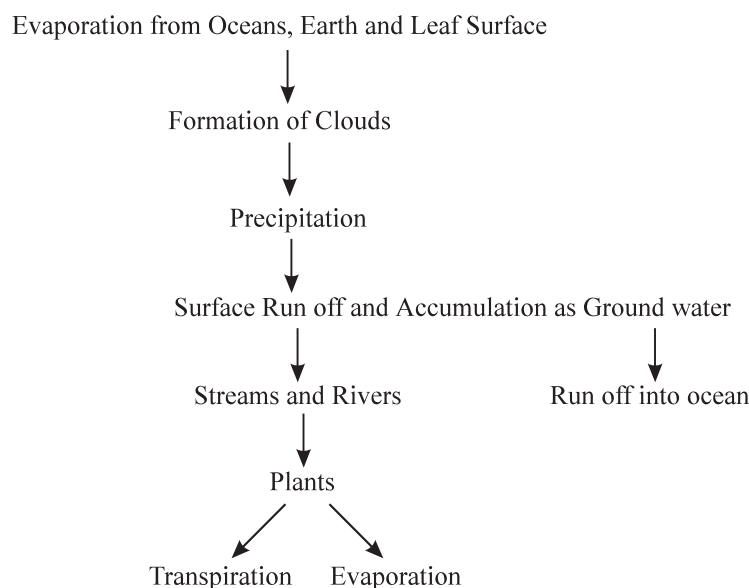 Evaporation from Oceans, Earth and Leaf Surface
Formation of Clouds
Precipitation
Surface Run off and Accumulation as Ground water
Streams and Rivers
Run off into ocean
Plants
Transpiration
Evaporation